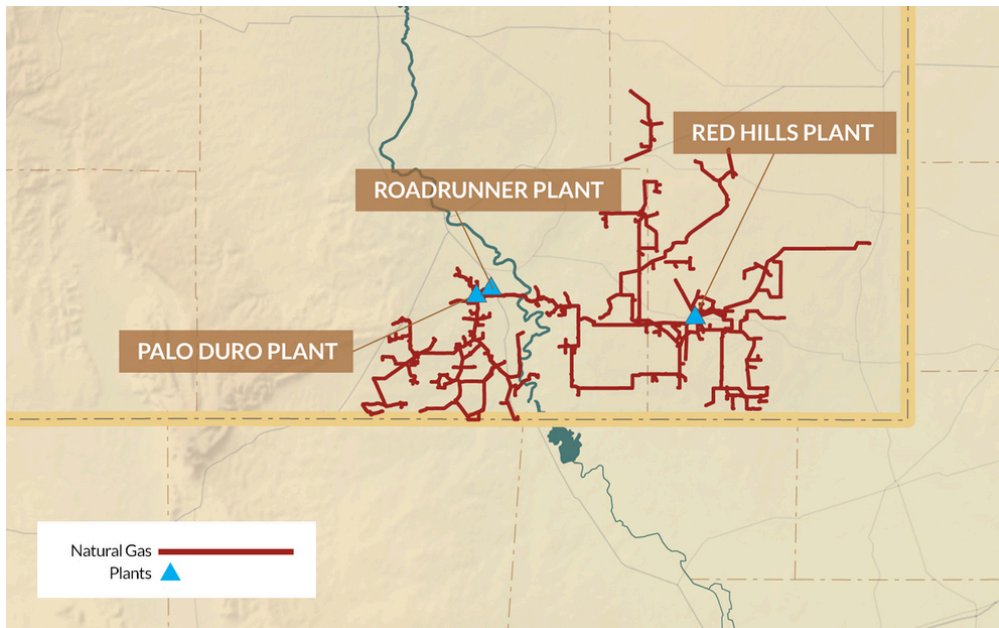 RED HILLS PLANT
ROADRUNNER PLANT
PALO DURO PLANT
Natural Gas
Plants